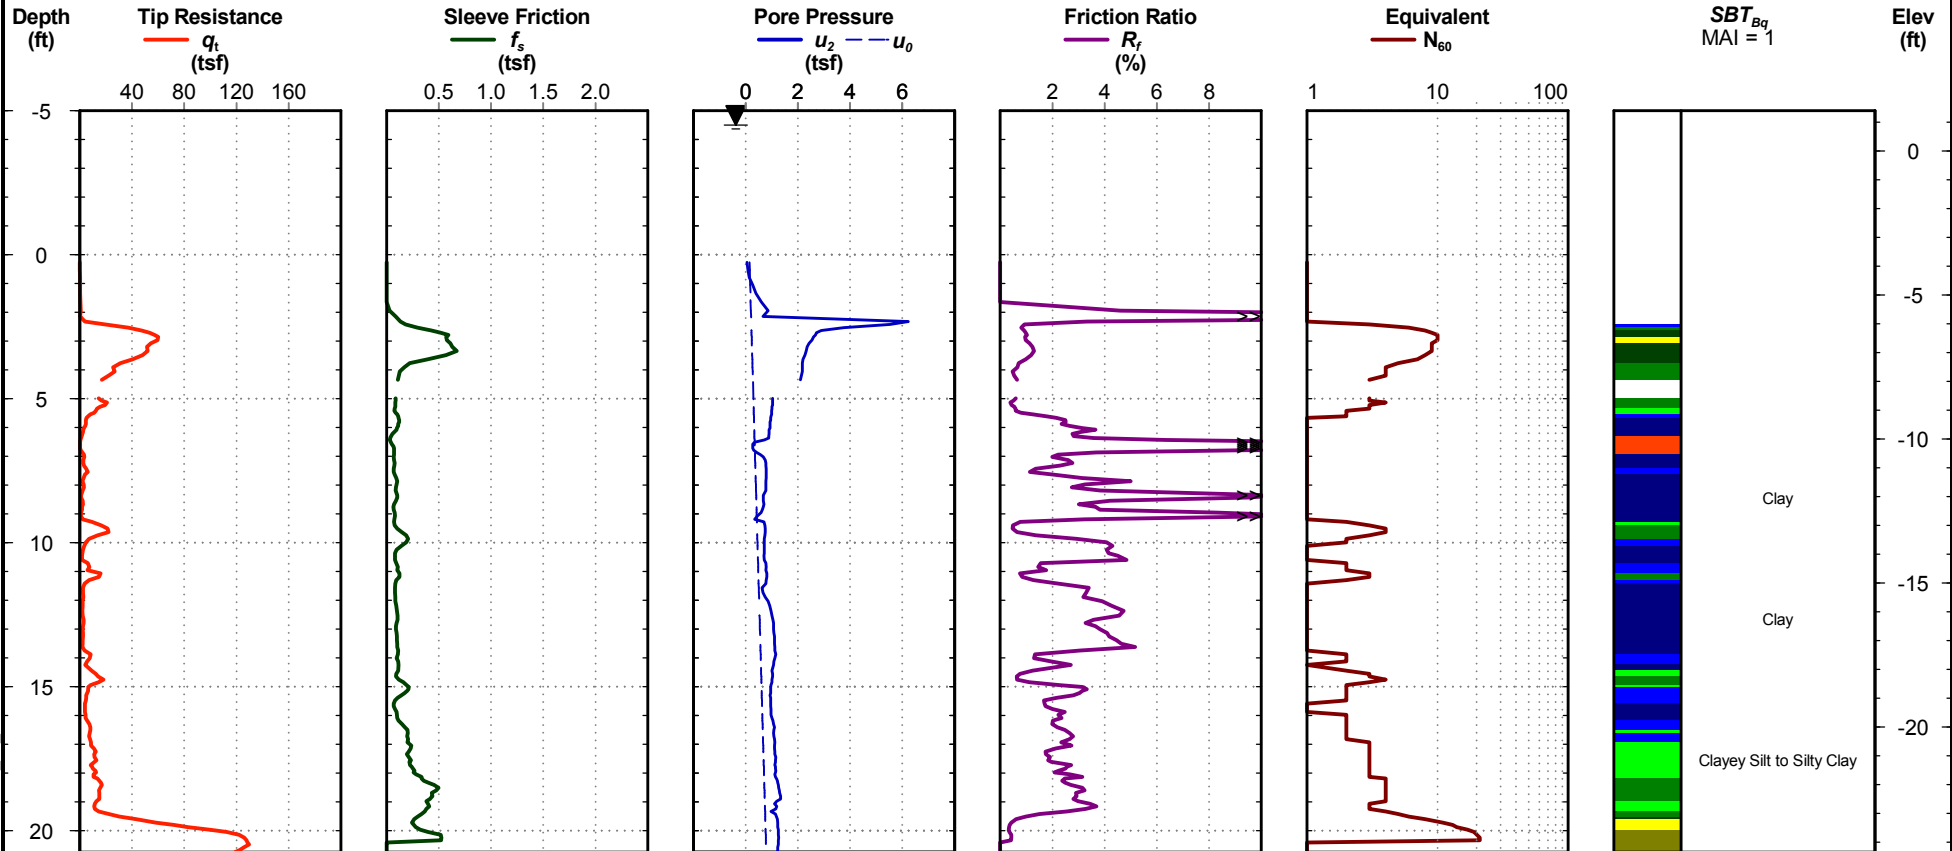 Depth (ft)
Tip Resistance
qt
(tsf)
Sleeve Friction
fs
(tsf)
Pore Pressure
u2 u0
(tsf)
Friction Ratio
Rf
(%)
Equivalent
N60
SBTBq
MAI = 1
Elev (ft)
40 80 120 160
0.5 1.0 1.5 2.0
0 2 4 6
2 4 6 8
1 10 100
-5
0
5
10
15
20
Clay
Clay
Clayey Silt to Silty Clay
0
-5
-10
-15
-20